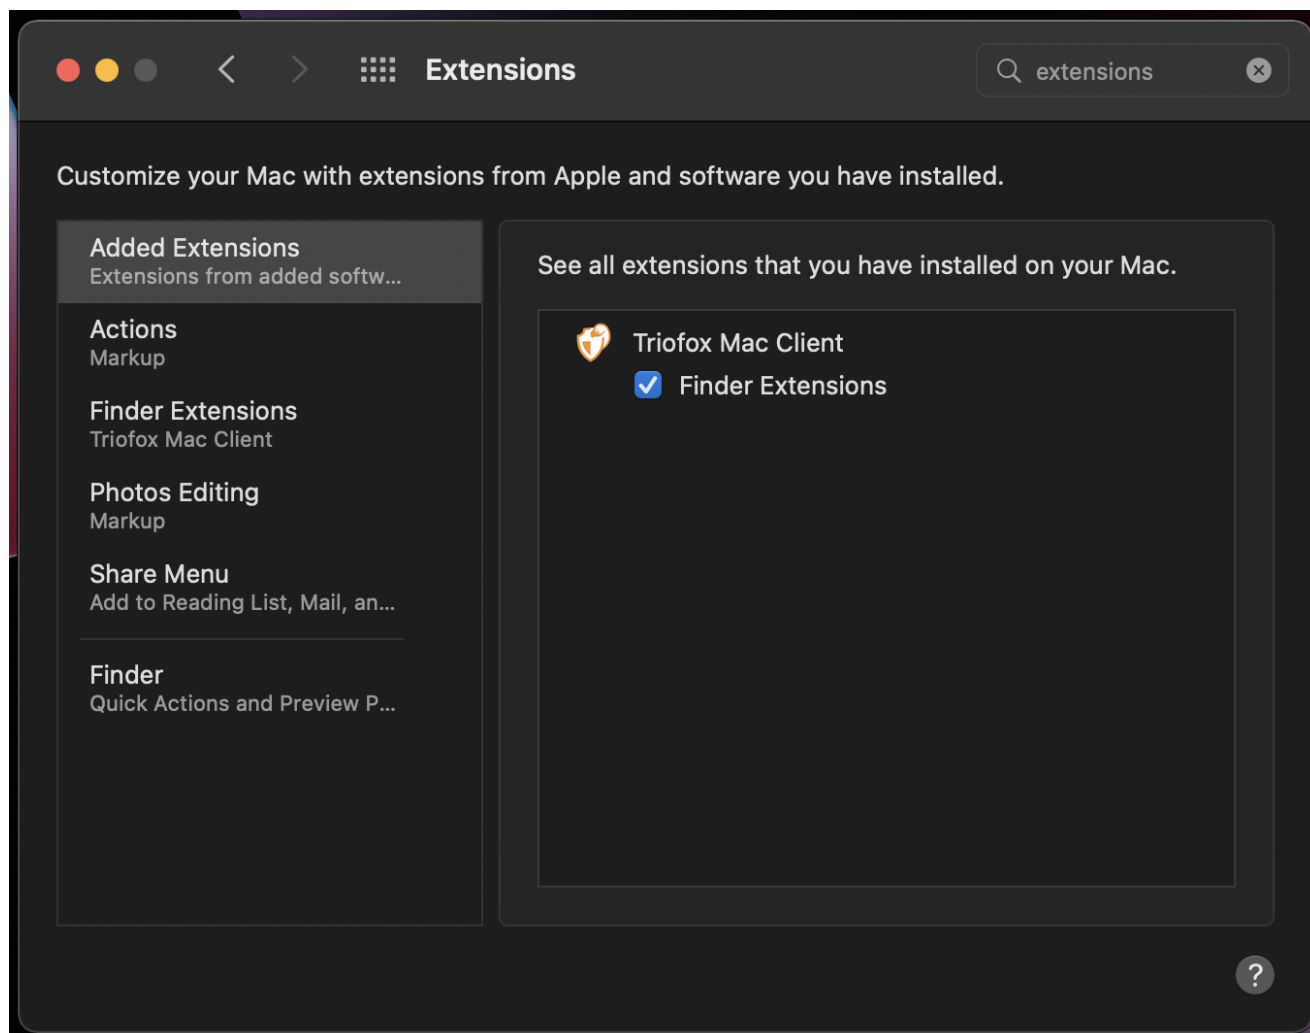 Extensions
extensions
Customize your Mac with extensions from Apple and software you have installed.
Added Extensions
Extensions from added softw...
Actions
Markup
Finder Extensions
Triofox Mac Client
Photos Editing
Markup
Share Menu
Add to Reading List, Mail, an...
Finder
Quick Actions and Preview P...
See all extensions that you have installed on your Mac.
Triofox Mac Client
Finder Extensions
?